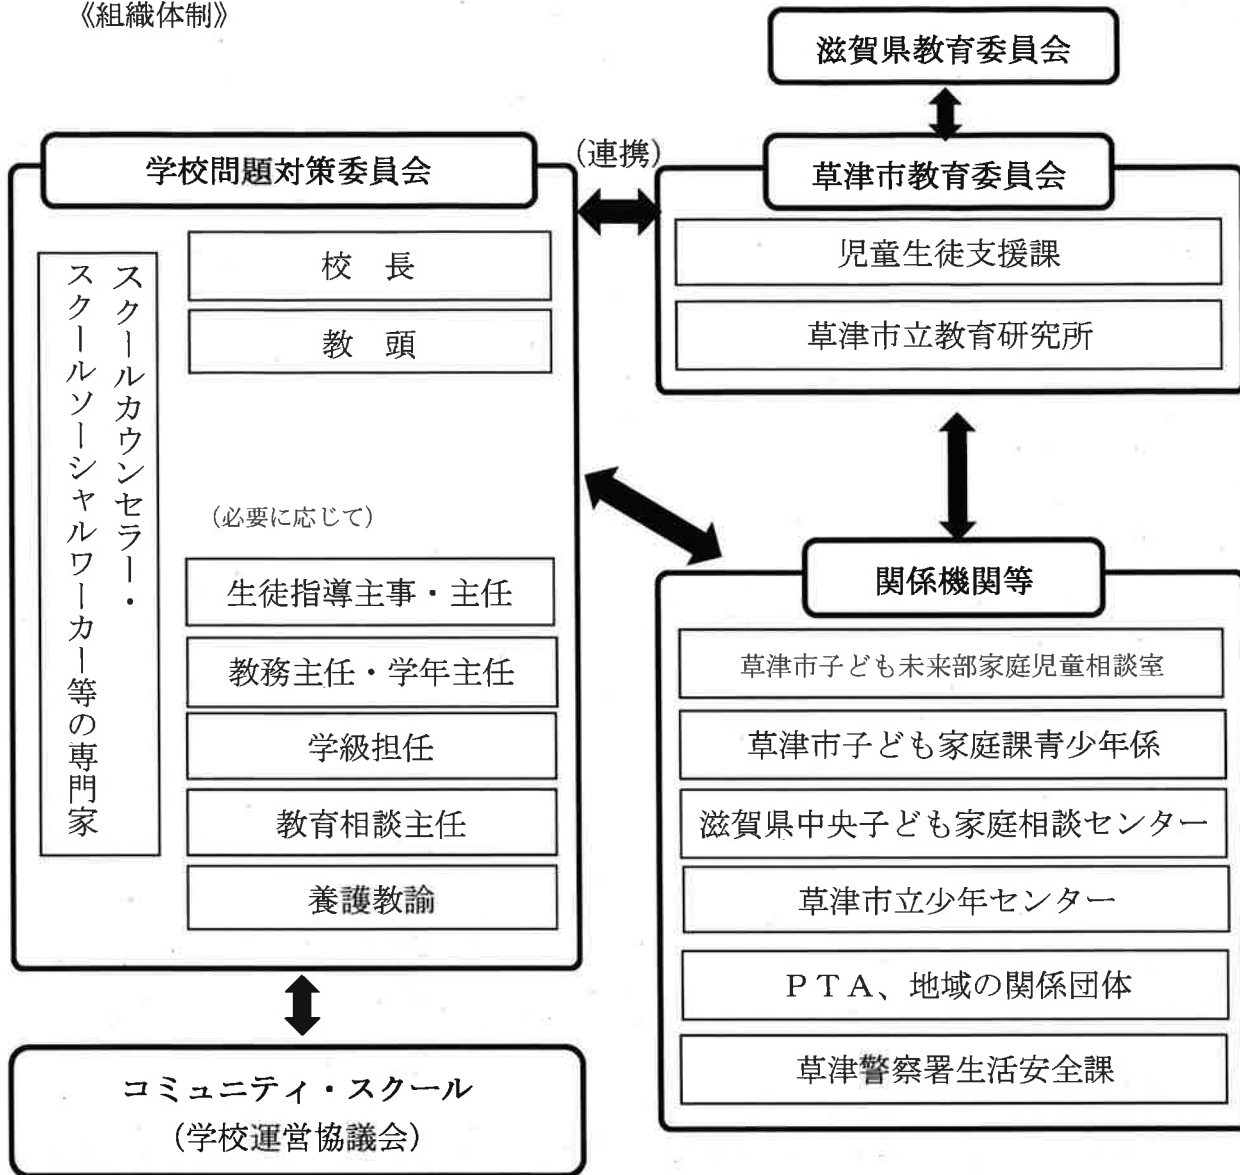 《組織体制》
滋賀県教育委員会
学校問題対策委員会
(連携)
草津市教育委員会
児童生徒支援課
草津市立教育研究所
スクールカウンセラー・
スクールソーシャルワーカー等の専門家
校　長
教　頭
(必要に応じて)
生徒指導主事・主任
教務主任・学年主任
学級担任
教育相談主任
養護教諭
関係機関等
草津市子ども未来部家庭児童相談室
草津市子ども家庭課青少年係
滋賀県中央子ども家庭相談センター
草津市立少年センター
ＰＴＡ、地域の関係団体
草津警察署生活安全課
コミュニティ・スクール
(学校運営協議会)